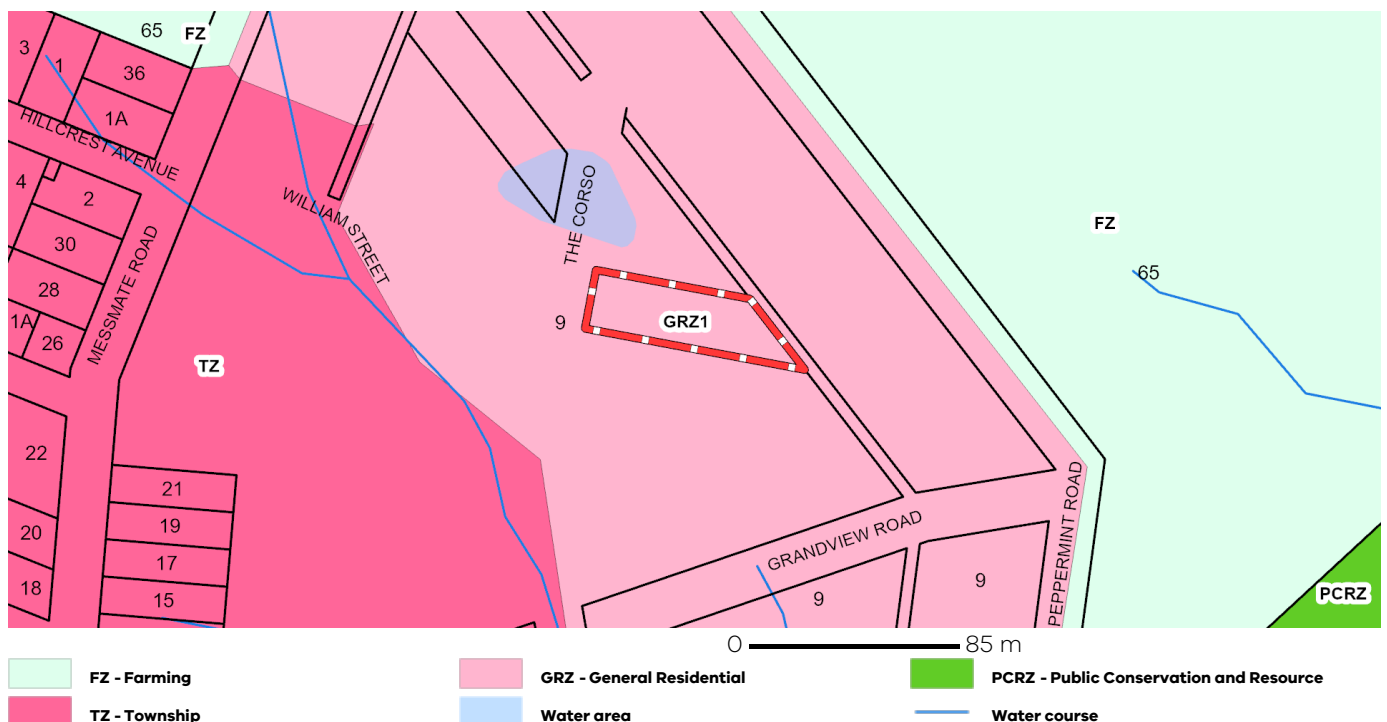 65
FZ
3
1
36
1A
HILLCREST AVENUE
4
2
30
28
1A
26
MESSMATE ROAD
WILLIAM STREET
THE CORSO
9
GRZ1
FZ
65
TZ
22
20
18
21
19
17
15
GRANDVIEW ROAD
9
9
PEPPERMINT ROAD
PCRZ
0 85 m
FZ - Farming
GRZ - General Residential
PCRZ - Public Conservation and Resource
TZ - Township
Water area
Water course